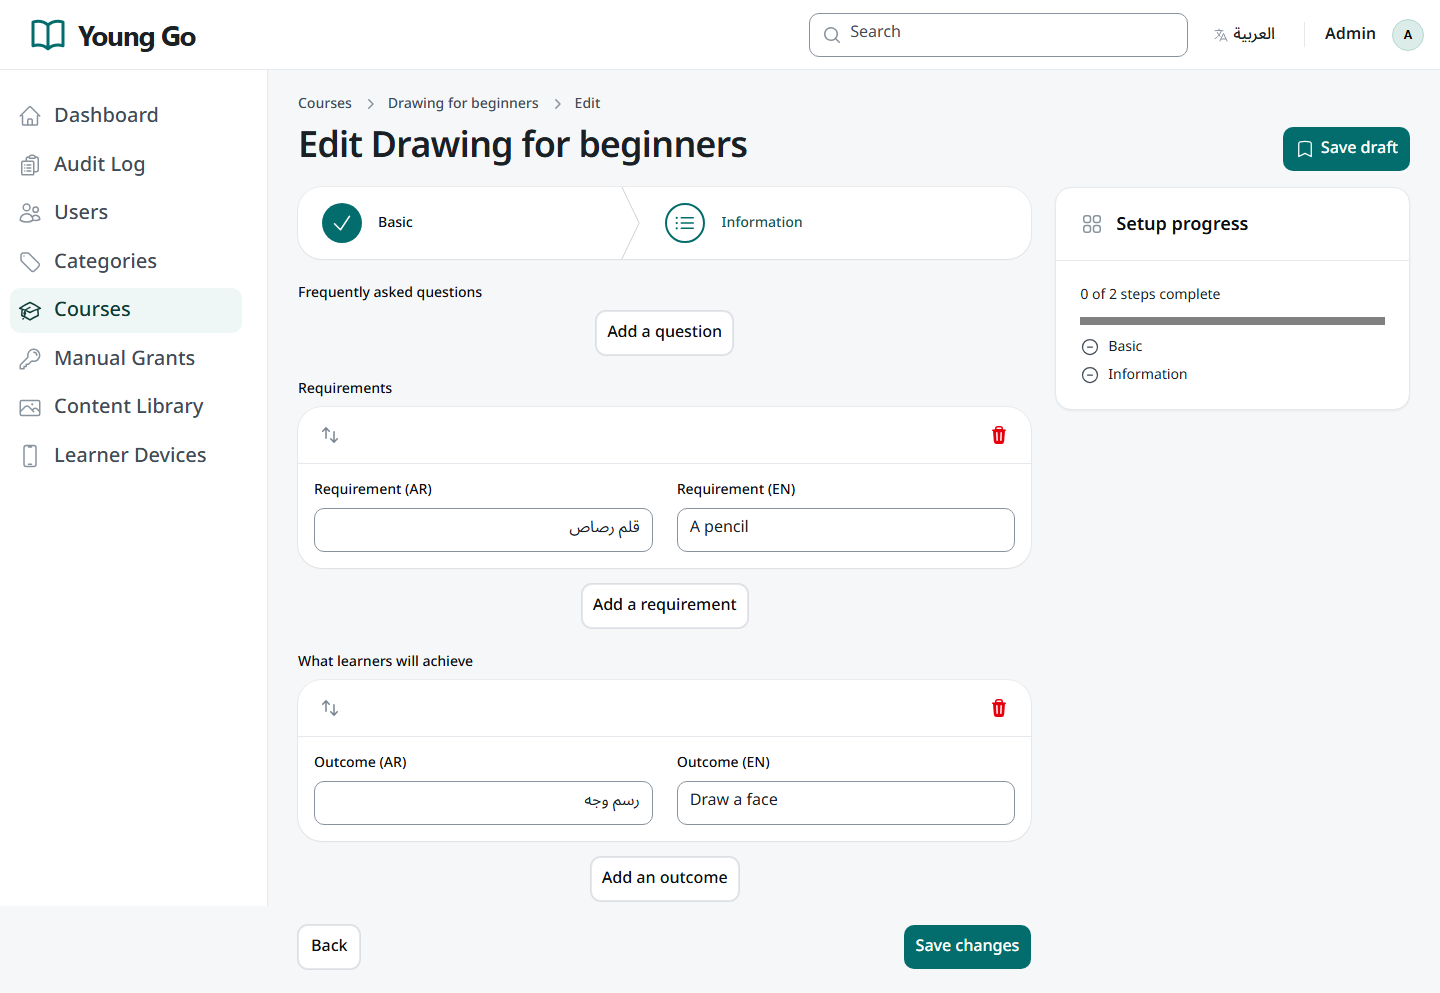 Young Go
Search
العربية
Admin
A
Dashboard
Audit Log
Users
Categories
Courses
Manual Grants
Content Library
Learner Devices
Courses
Drawing for beginners
Edit
Edit Drawing for beginners
Save draft
Basic
Information
Setup progress
0 of 2 steps complete
Basic
Information
Frequently asked questions
Add a question
Requirements
Requirement (AR)
Requirement (EN)
قلم رصاص
A pencil
Add a requirement
What learners will achieve
Outcome (AR)
Outcome (EN)
رسم وجه
Draw a face
Add an outcome
Back
Save changes